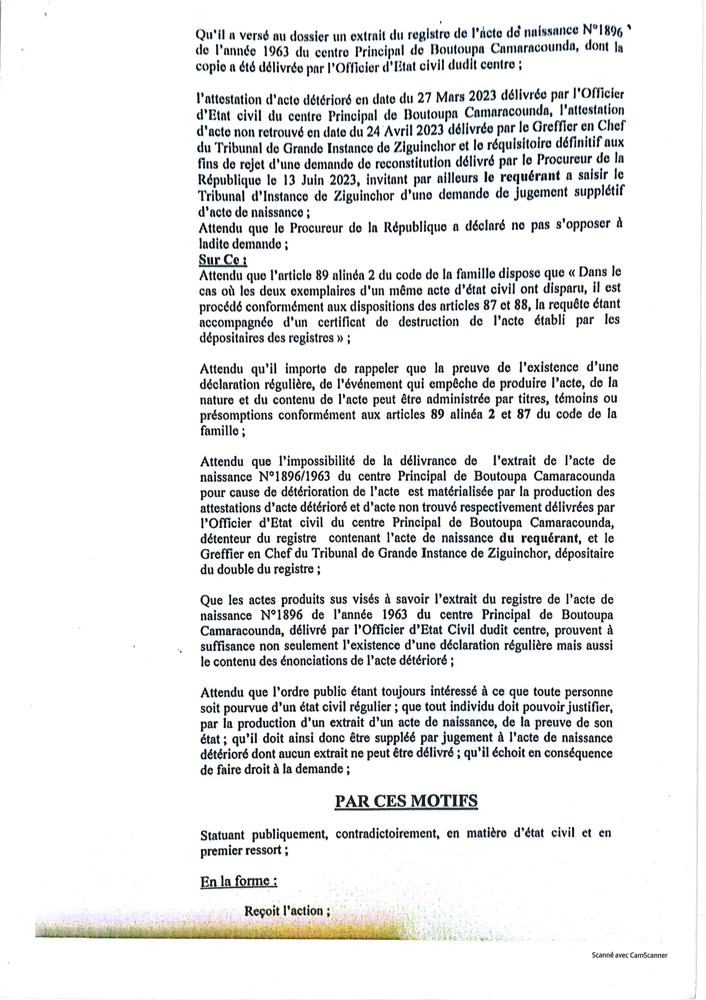 Qu'il a versé au dossier un extrait du registre de l'acte de naissance N°1896
de l'année 1963 du centre Principal de Boutoupa Camaracounda, dont la
copie a été délivrée par l'Officier d'Etat civil dudit centre ;
l'attestation d'acte détérioré en date du 27 Mars 2023 délivrée par l'Officier
d'Etat civil du centre Principal de Boutoupa Camaracounda, l'attestation
d'acte non retrouvé en date du 24 Avril 2023 délivrée par le Greffier en Chef
du Tribunal de Grande Instance de Ziguinchor et le réquisitoire définitif aux
fins de rejet d'une demande de reconstitution délivré par le Procureur de la
République le 13 Juin 2023, invitant par ailleurs le requérant a saisir le
Tribunal d'Instance de Ziguinchor d'une demande de jugement supplétif
d'acte de naissance ;
Attendu que le Procureur de la République a déclaré ne pas s'opposer à
ladite demande ;
Sur Ce :
Attendu que l'article 89 alinéa 2 du code de la famille dispose que « Dans le
cas où les deux exemplaires d'un même acte d'état civil ont disparu, il est
procédé conformément aux dispositions des articles 87 et 88, la requête étant
accompagnée d'un certificat de destruction de l'acte établi par les
dépositaires des registres » ;
Attendu qu'il importe de rappeler que la preuve de l'existence d'une
déclaration régulière, de l'événement qui empêche de produire l'acte, de la
nature et du contenu de l'acte peut être administrée par titres, témoins ou
présomptions conformément aux articles 89 alinéa 2 et 87 du code de la
famille ;
Attendu que l'impossibilité de la délivrance de l'extrait de l'acte de
naissance N°1896/1963 du centre Principal de Boutoupa Camaracounda
pour cause de détérioration de l'acte est matérialisée par la production des
attestations d'acte détérioré et d'acte non trouvé respectivement délivrées par
l'Officier d'Etat civil du centre Principal de Boutoupa Camaracounda,
détenteur du registre contenant l'acte de naissance du requérant, et le
Greffier en Chef du Tribunal de Grande Instance de Ziguinchor, dépositaire
du double du registre ;
Que les actes produits sus visés à savoir l'extrait du registre de l'acte de
naissance N°1896 de l'année 1963 du centre Principal de Boutoupa
Camaracounda, délivré par l'Officier d'Etat Civil dudit centre, prouvent à
suffisance non seulement l'existence d'une déclaration régulière mais aussi
le contenu des énonciations de l'acte détérioré ;
Attendu que l'ordre public étant toujours intéressé à ce que toute personne
soit pourvue d'un état civil régulier ; que tout individu doit pouvoir justifier,
par la production d'un extrait d'un acte de naissance, de la preuve de son
état ; qu'il doit ainsi donc être suppléé par jugement à l'acte de naissance
détérioré dont aucun extrait ne peut être délivré ; qu'il échoit en conséquence
de faire droit à la demande ;
PAR CES MOTIFS
Statuant publiquement, contradictoirement, en matière d'état civil et en
premier ressort ;
En la forme :
Reçoit l'action ;
Scanné avec CamScanner